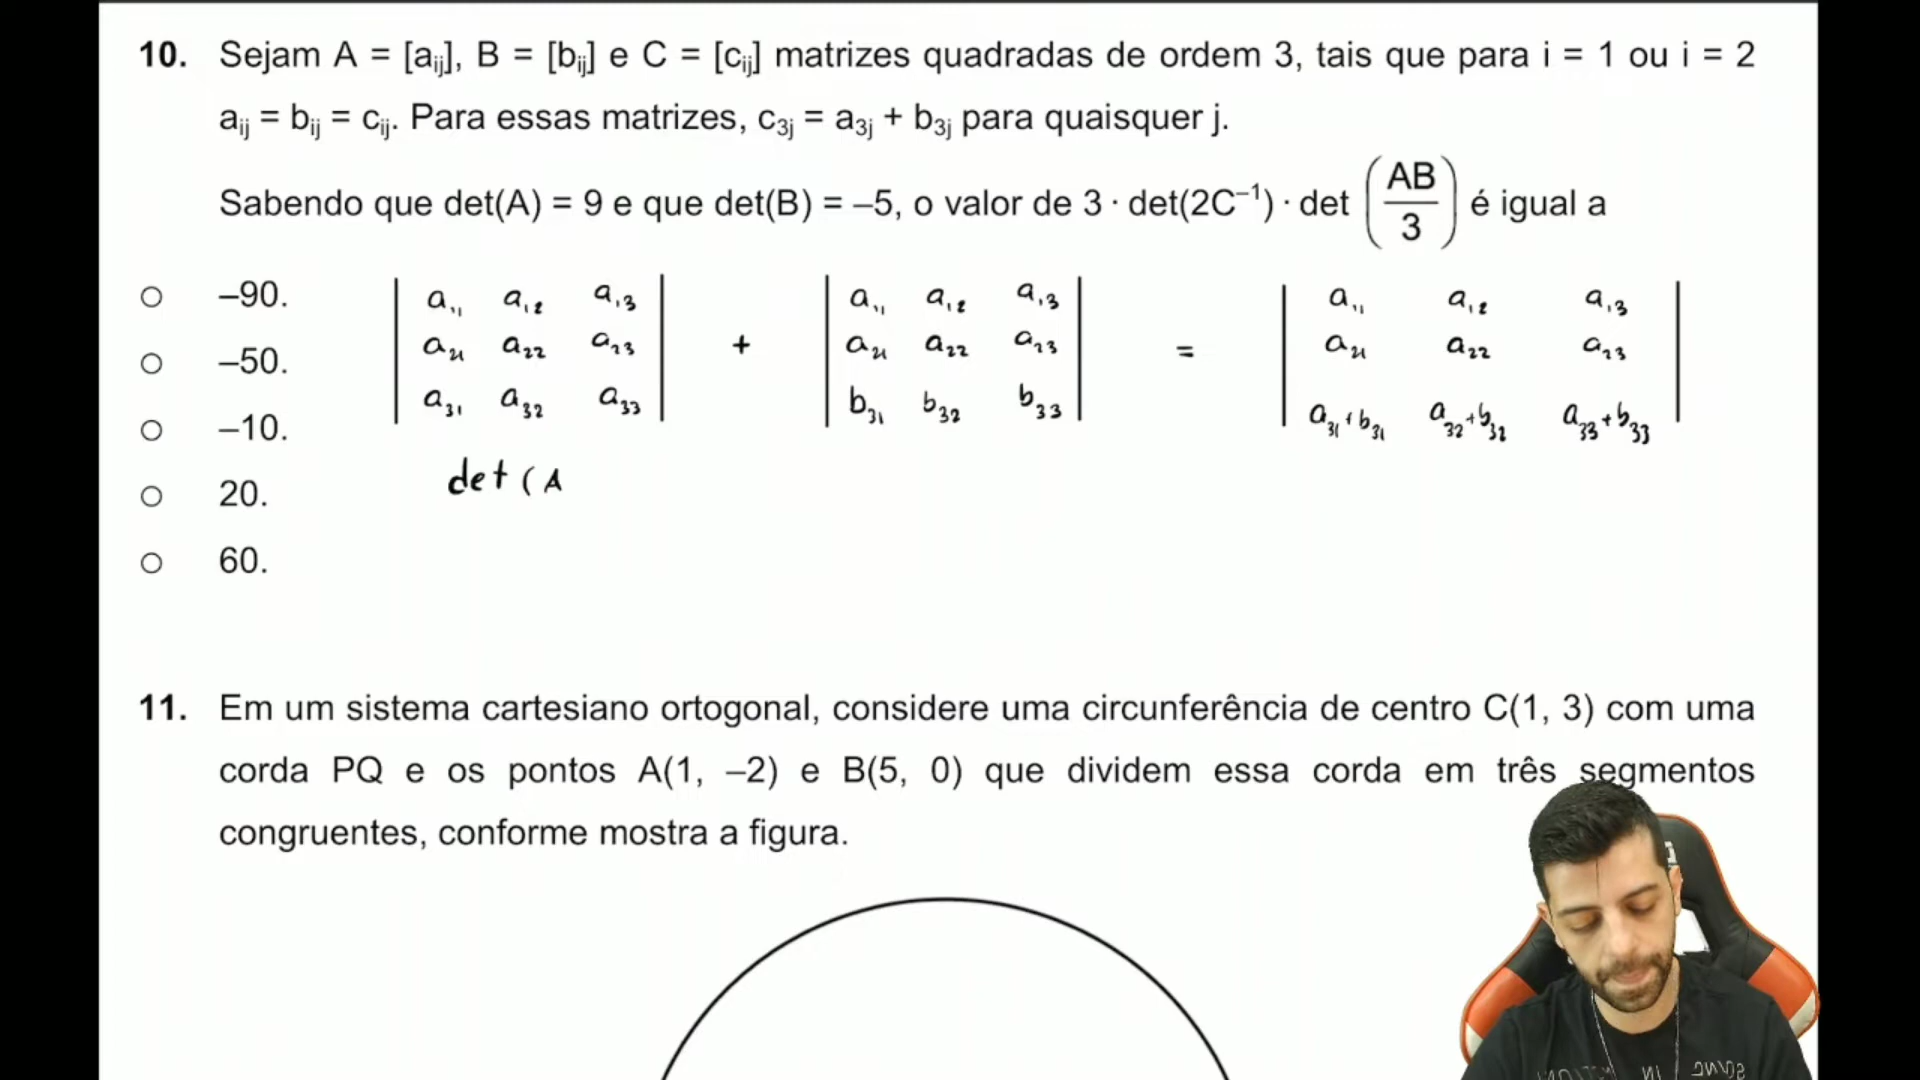 10. Sejam A = [aᵢⱼ], B = [bᵢⱼ] e C = [cᵢⱼ] matrizes quadradas de ordem 3, tais que para i = 1 ou i = 2
aᵢⱼ = bᵢⱼ = cᵢⱼ. Para essas matrizes, c₃ⱼ = a₃ⱼ + b₃ⱼ para quaisquer j.
Sabendo que det(A) = 9 e que det(B) = –5, o valor de 3 · det(2C⁻¹) · det (AB/3) é igual a
–90.
–50.
–10.
20.
60.
a₁₁ a₁₂ a₁₃ a₁₁ a₁₂ a₁₃ a₁₁ a₁₂ a₁₃
a₂₁ a₂₂ a₂₃ + a₂₁ a₂₂ a₂₃ = a₂₁ a₂₂ a₂₃
a₃₁ a₃₂ a₃₃ b₃₁ b₃₂ b₃₃ a₃₁+b₃₁ a₃₂+b₃₂ a₃₃+b₃₃
det (A
11. Em um sistema cartesiano ortogonal, considere uma circunferência de centro C(1, 3) com uma
corda PQ e os pontos A(1, –2) e B(5, 0) que dividem essa corda em três segmentos
congruentes, conforme mostra a figura.